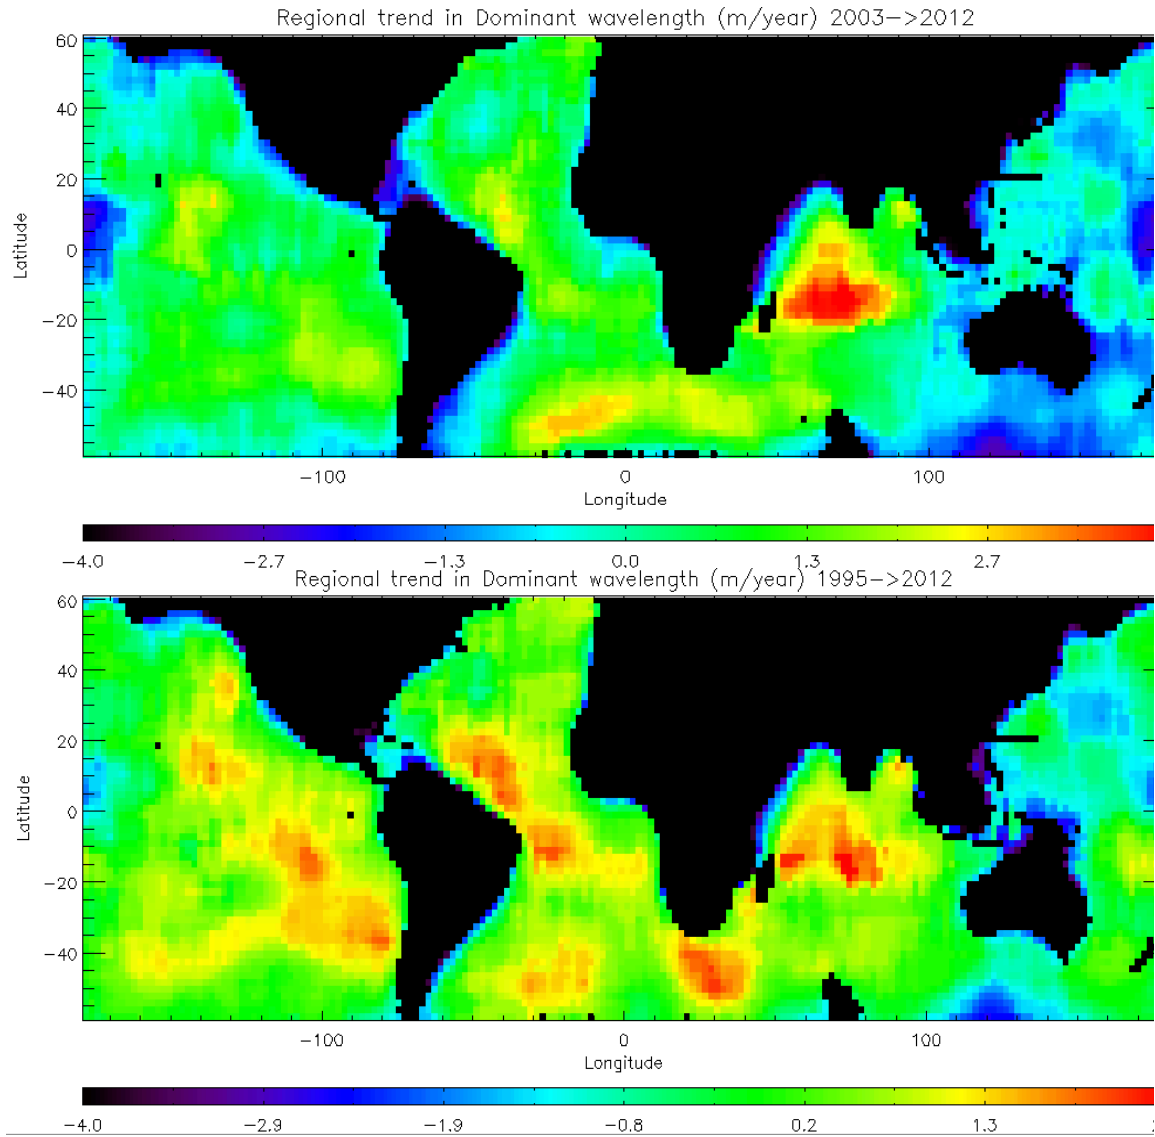 Regional trend in Dominant wavelength (m/year) 2003->2012
60
40
20
0
-20
-40
Latitude
-100 0 100
Longitude
-4.0 -2.7 -1.3 0.0 1.3 2.7
Regional trend in Dominant wavelength (m/year) 1995->2012
60
40
20
0
-20
-40
Latitude
-100 0 100
Longitude
-4.0 -2.9 -1.9 -0.8 0.2 1.3